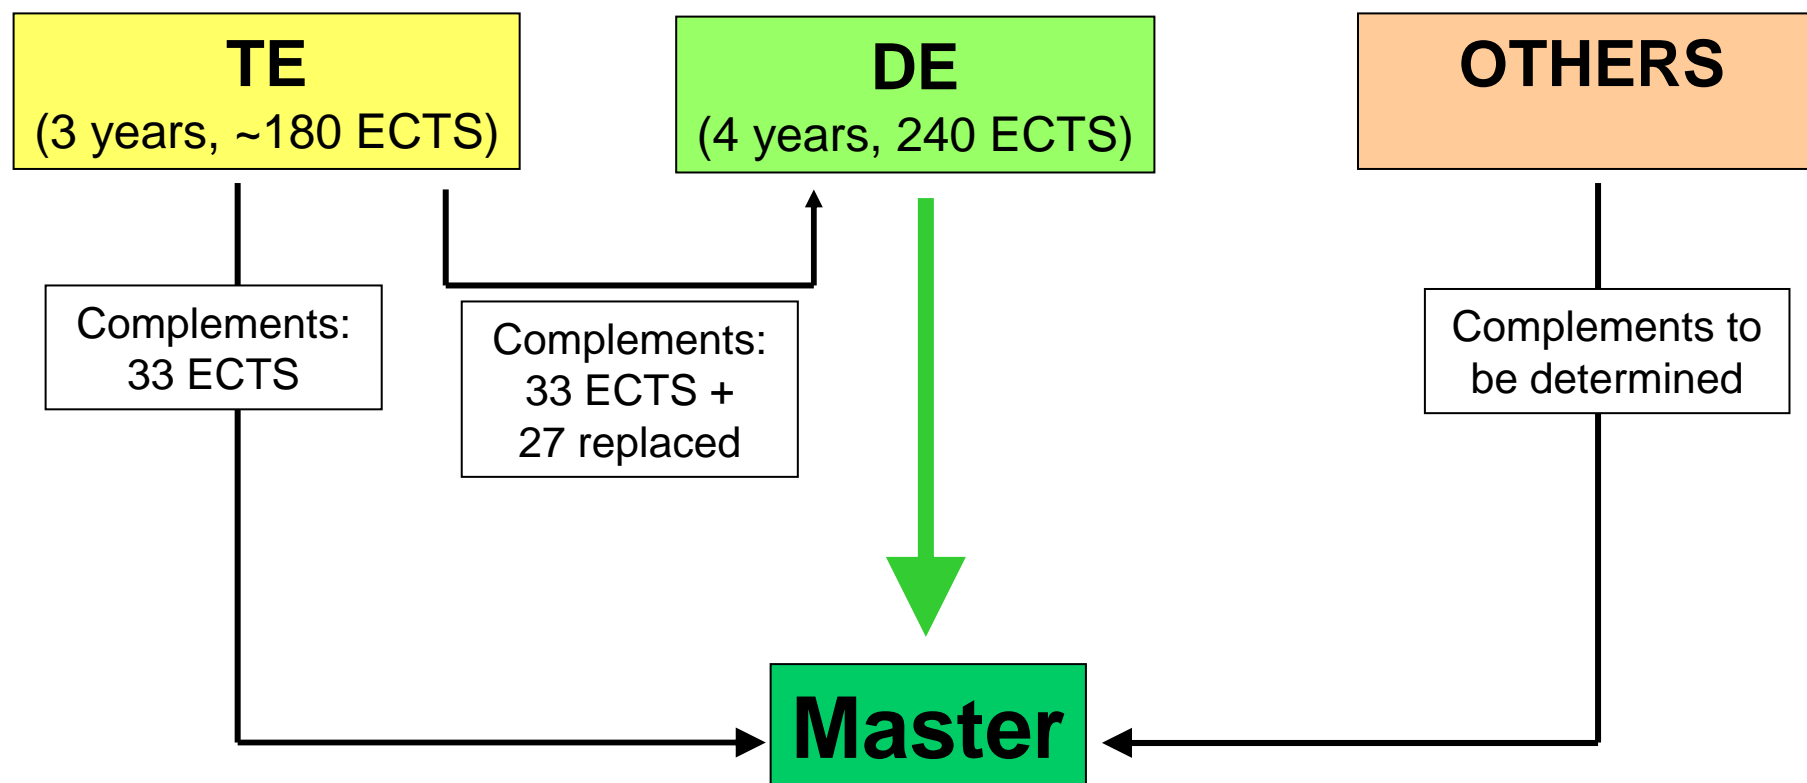 TE
(3 years, ~180 ECTS)
DE
(4 years, 240 ECTS)
OTHERS
Complements:
33 ECTS
Complements:
33 ECTS +
27 replaced
Complements to
be determined
Master